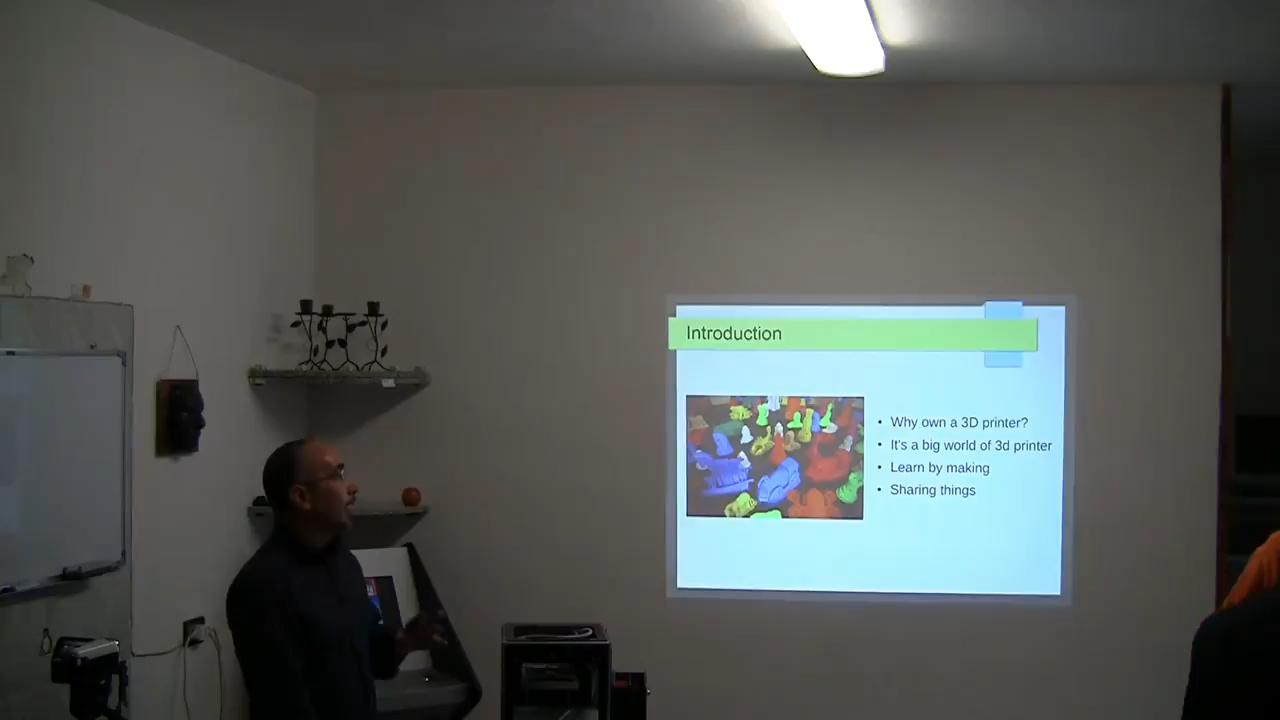 Introduction
• Why own a 3D printer?
• It's a big world of 3d printer
• Learn by making
• Sharing things